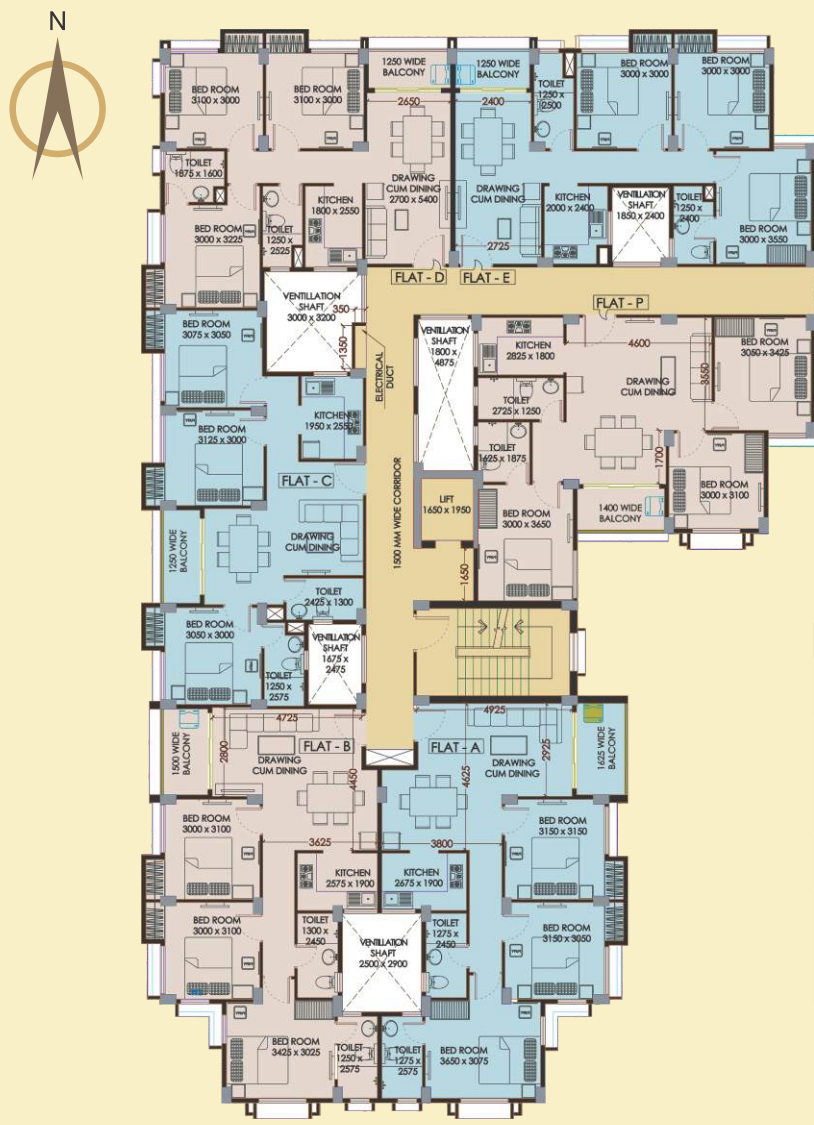 N
1250 WIDE
BALCONY
1250 WIDE
BALCONY
BED ROOM
3100 x 3000
BED ROOM
3100 x 3000
2650
2400
TOILET
1250 x
2500
BED ROOM
3000 x 3000
BED ROOM
3000 x 3000
TOILET
1875 x 1600
DRAWING
CUM DINING
2700 x 5400
DRAWING
CUM DINING
2725
KITCHEN
1800 x 2550
KITCHEN
2000 x 2400
VENTILLATION
SHAFT
1850 x 2400
TOILET
1250 x
2400
BED ROOM
3000 x 3550
BED ROOM
3000 x 3225
TOILET
1250 x
2525
FLAT - D
FLAT - E
FLAT - P
VENTILLATION
SHAFT
3000 x 3200
350
1350
ELECTRICAL
DUCT
BED ROOM
3075 x 3050
VENTILLATION
SHAFT
1800 x
4875
KITCHEN
2825 x 1800
4600
3550
DRAWING
CUM DINING
BED ROOM
3050 x 3425
TOILET
2725 x 1250
KITCHEN
1950 x 2550
BED ROOM
3125 x 3000
TOILET
1625 x 1875
1700
FLAT - C
BED ROOM
3000 x 3100
LIFT
1650 x 1950
BED ROOM
3000 x 3650
1400 WIDE
BALCONY
1500 MM WIDE CORRIDOR
1250 WIDE
BALCONY
DRAWING
CUM DINING
1650
TOILET
2425 x 1300
BED ROOM
3050 x 3000
VENTILLATION
SHAFT
1675 x
2475
TOILET
1250 x
2575
4725
4925
1500 WIDE
BALCONY
2800
DRAWING
CUM DINING
FLAT - B
4450
FLAT - A
4625
DRAWING
CUM DINING
2925
1625 WIDE
BALCONY
BED ROOM
3000 x 3100
3625
3800
BED ROOM
3150 x 3150
KITCHEN
2575 x 1900
KITCHEN
2675 x 1900
BED ROOM
3000 x 3100
TOILET
1300 x
2450
VENTILLATION
SHAFT
2500 x 2900
TOILET
1275 x
2450
BED ROOM
3150 x 3050
BED ROOM
3425 x 3025
TOILET
1250 x
2575
TOILET
1275 x
2575
BED ROOM
3650 x 3075